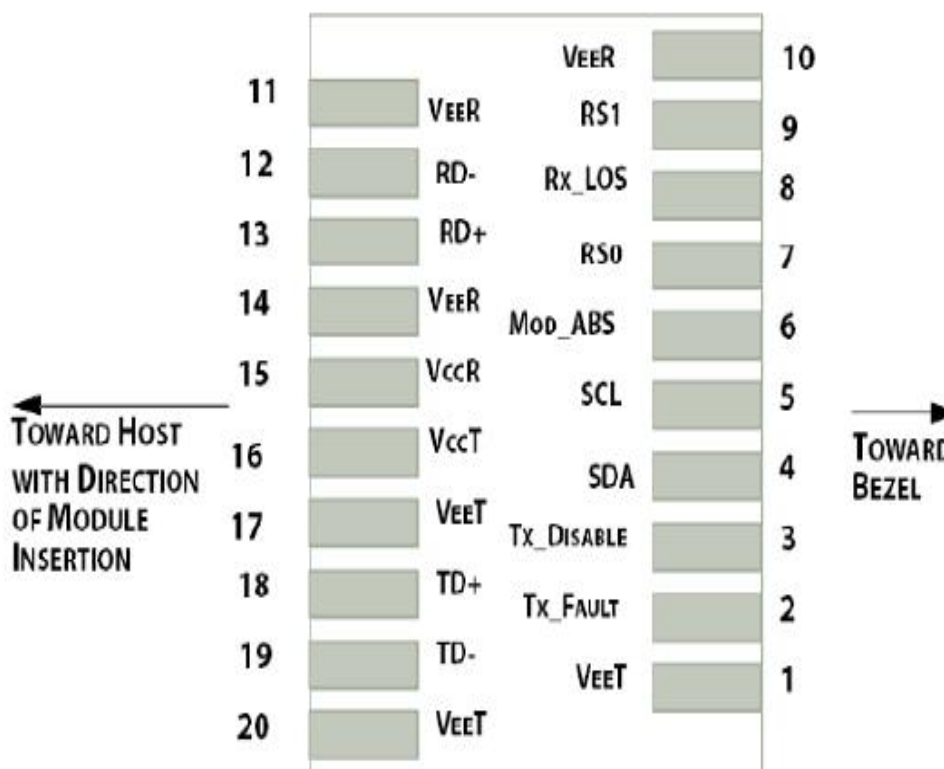 VEER 10
11 VEER
RS1 9
12 RD-
Rx_LOS 8
13 RD+
RS0 7
14 VEER
MOD_ABS 6
15 VccR
SCL 5
TOWARD HOST
WITH DIRECTION
OF MODULE
INSERTION
TOWARD
BEZEL
16 VccT
SDA 4
17 VEET
TX_DISABLE 3
18 TD+
TX_FAULT 2
19 TD-
VEET 1
20 VEET